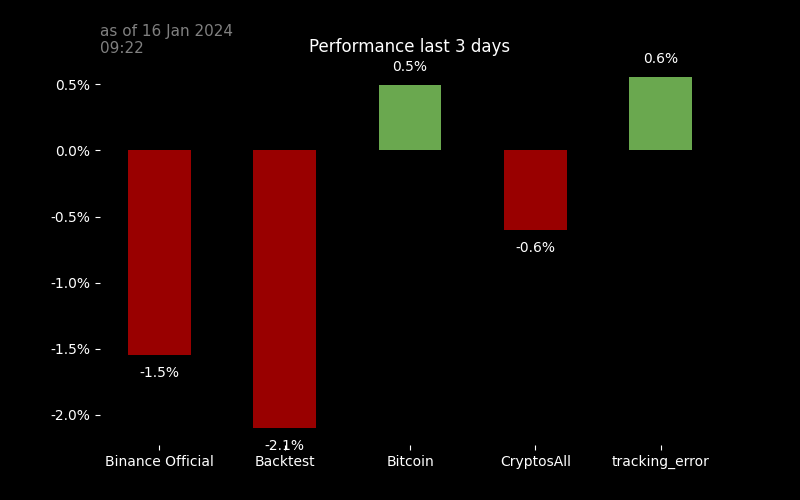 as of 16 Jan 2024
09:22
Performance last 3 days
0.5%
0.6%
0.5%
0.0%
-0.5%
-0.6%
-1.0%
-1.5%
-1.5%
-2.0%
-2.1%
Binance Official
Backtest
Bitcoin
CryptosAll
tracking_error